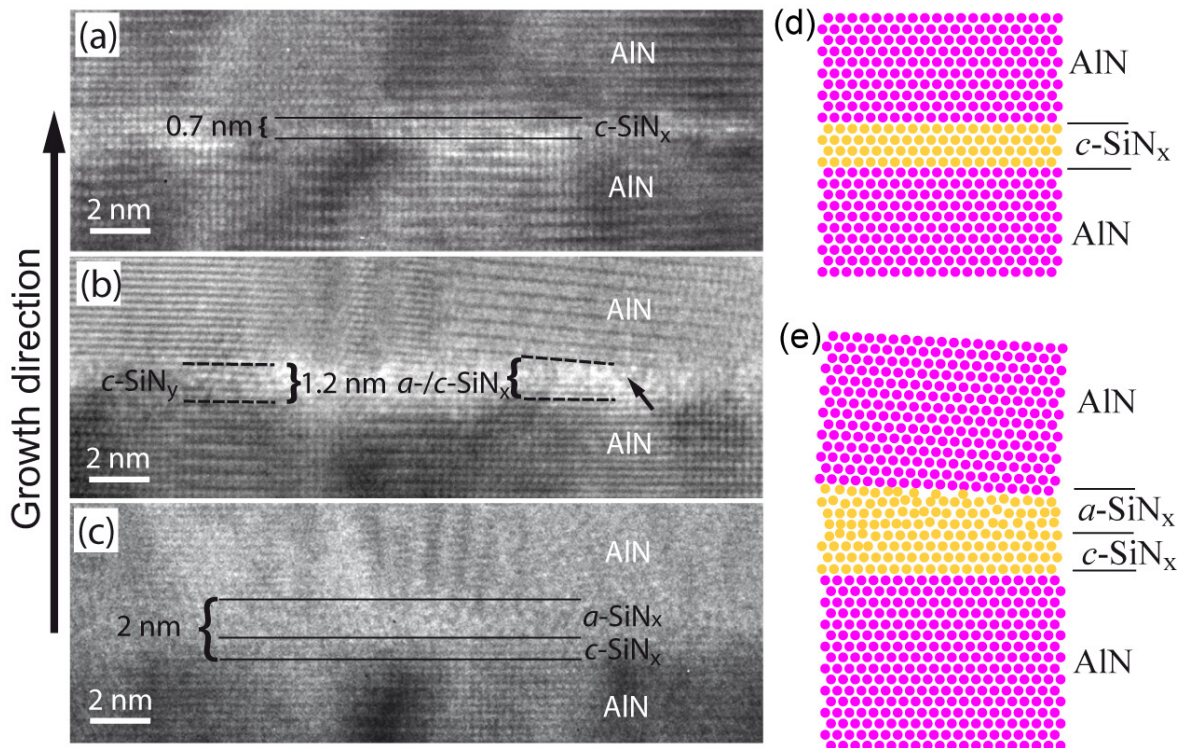 Growth direction
(a)
AlN
0.7 nm {
c-SiNₓ
AlN
2 nm
(b)
AlN
c-SiNy
}1.2 nm
a-/c-SiNₓ{
AlN
2 nm
(c)
AlN
2 nm {
a-SiNₓ
c-SiNₓ
AlN
2 nm
(d)
AlN
c-SiNₓ
AlN
(e)
AlN
a-SiNₓ
c-SiNₓ
AlN